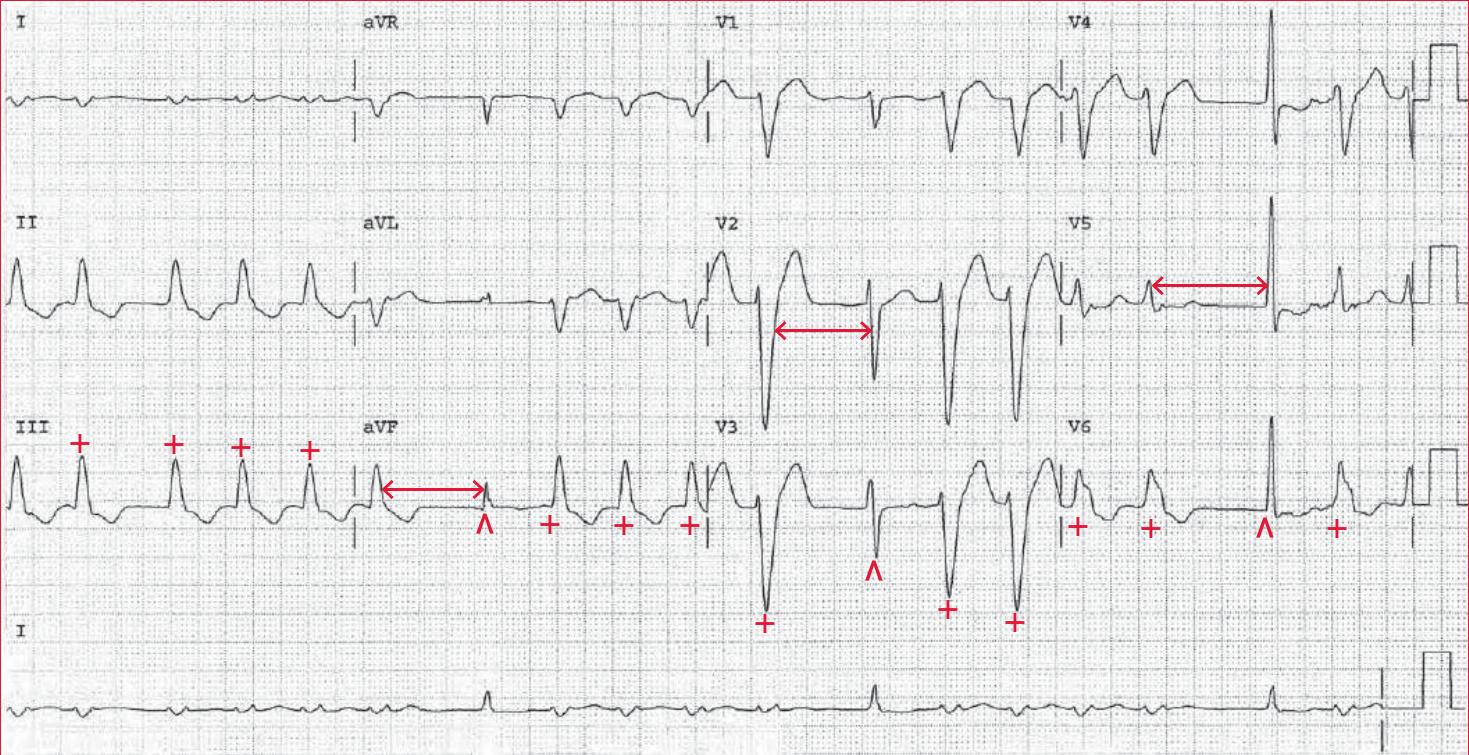 I aVR V1 V4
II aVL V2 V5
III aVF V3 V6
+ + + +
^ + + + ^ + + ^ +
+ + +
I